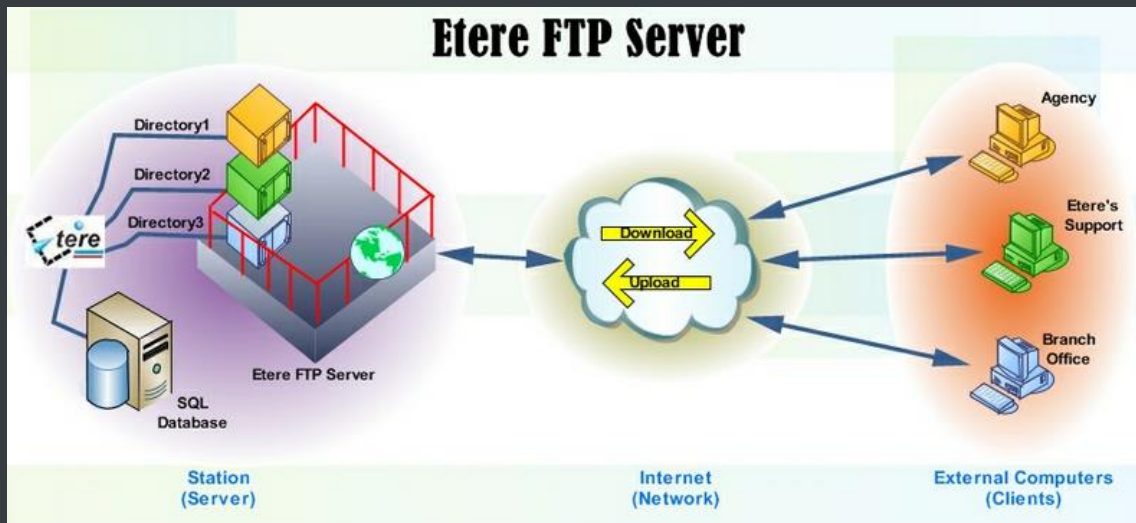 Etere FTP Server
Directory1
Directory2
Directory3
tere
Etere FTP Server
SQL
Database
Download
Upload
Agency
Etere's
Support
Branch
Office
Station
(Server)
Internet
(Network)
External Computers
(Clients)